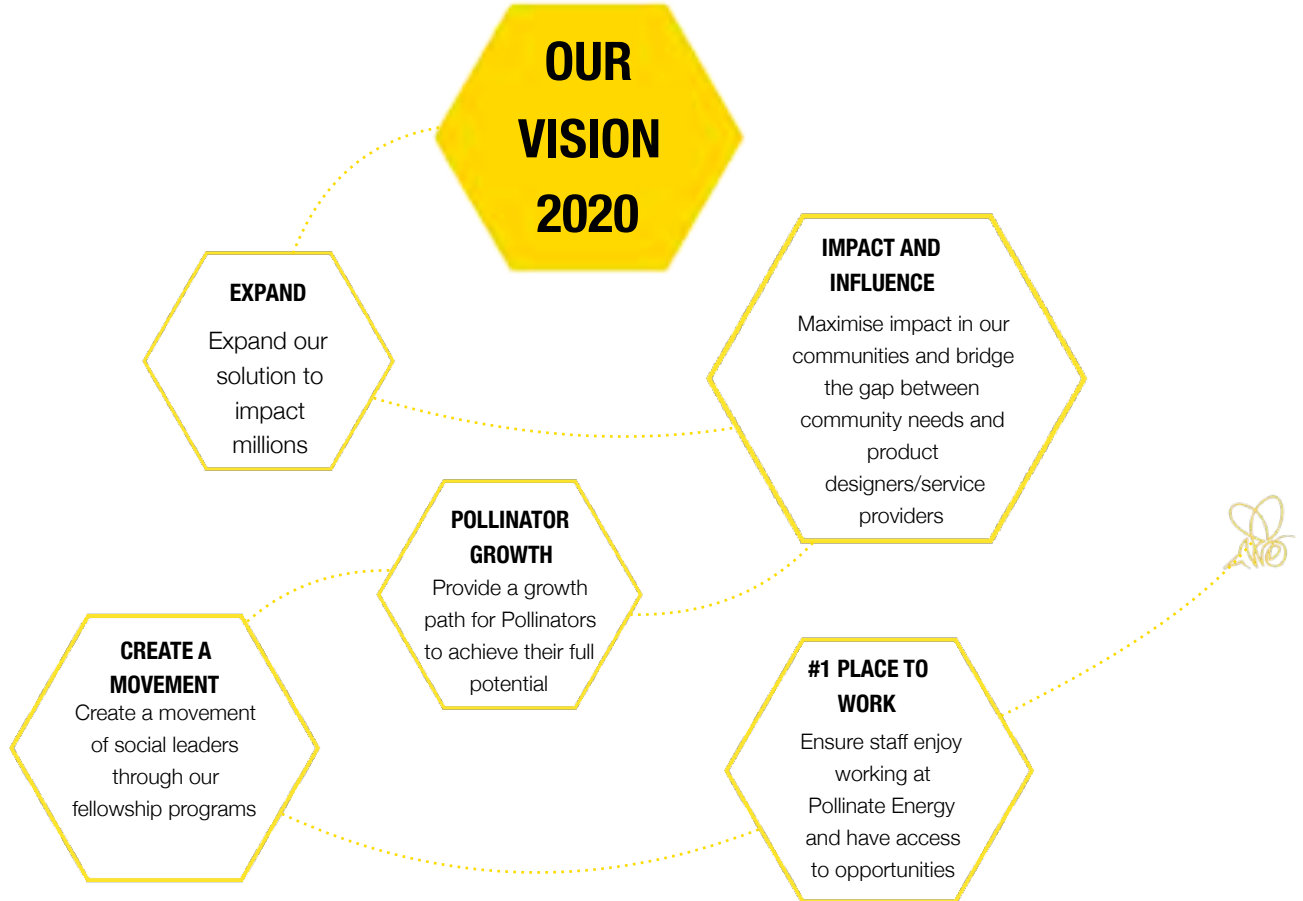 OUR
VISION
2020
EXPAND
Expand our
solution to
impact
millions
IMPACT AND
INFLUENCE
Maximise impact in our
communities and bridge
the gap between
community needs and
product
designers/service
providers
POLLINATOR
GROWTH
Provide a growth
path for Pollinators
to achieve their full
potential
CREATE A
MOVEMENT
Create a movement
of social leaders
through our
fellowship programs
#1 PLACE TO
WORK
Ensure staff enjoy
working at
Pollinate Energy
and have access
to opportunities